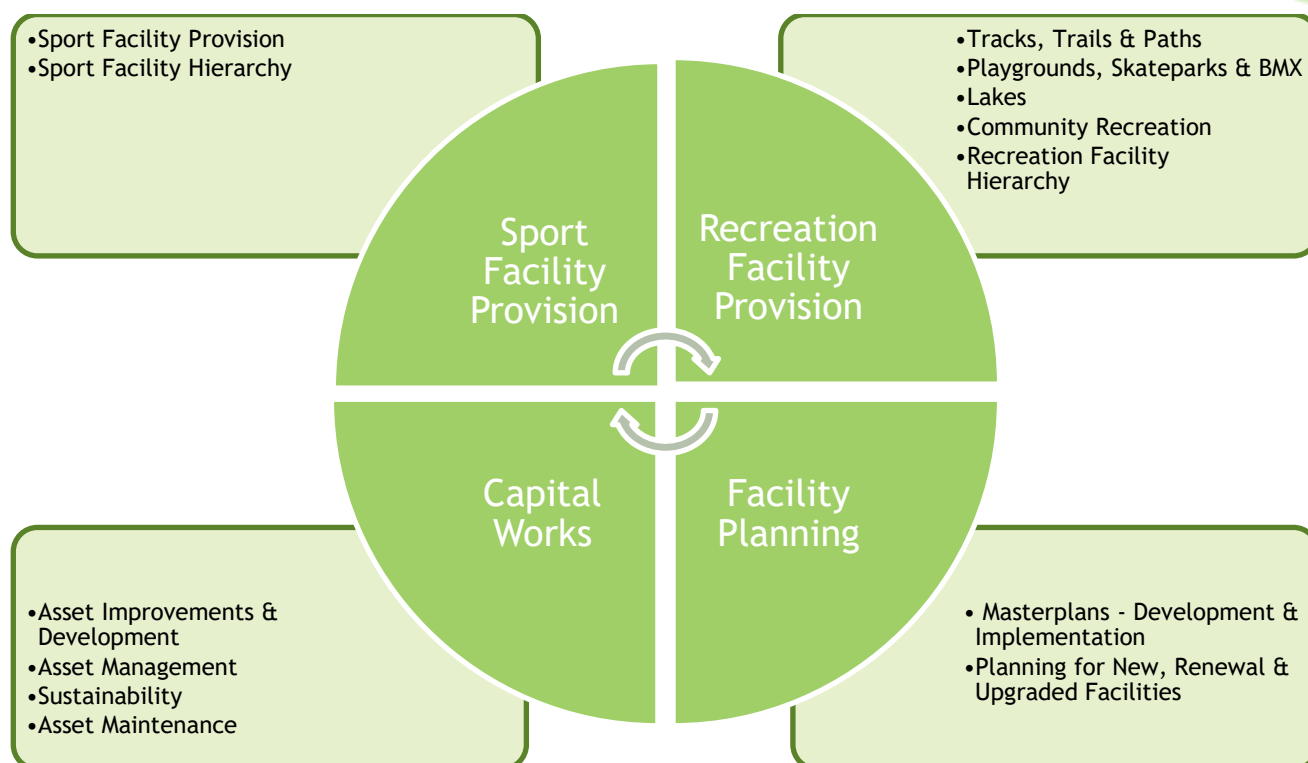 •Sport Facility Provision
•Sport Facility Hierarchy
•Tracks, Trails & Paths
•Playgrounds, Skateparks & BMX
•Lakes
•Community Recreation
•Recreation Facility
Hierarchy
Sport
Facility
Provision
Recreation
Facility
Provision
Capital
Works
Facility
Planning
•Asset Improvements &
Development
•Asset Management
•Sustainability
•Asset Maintenance
• Masterplans - Development &
Implementation
•Planning for New, Renewal &
Upgraded Facilities